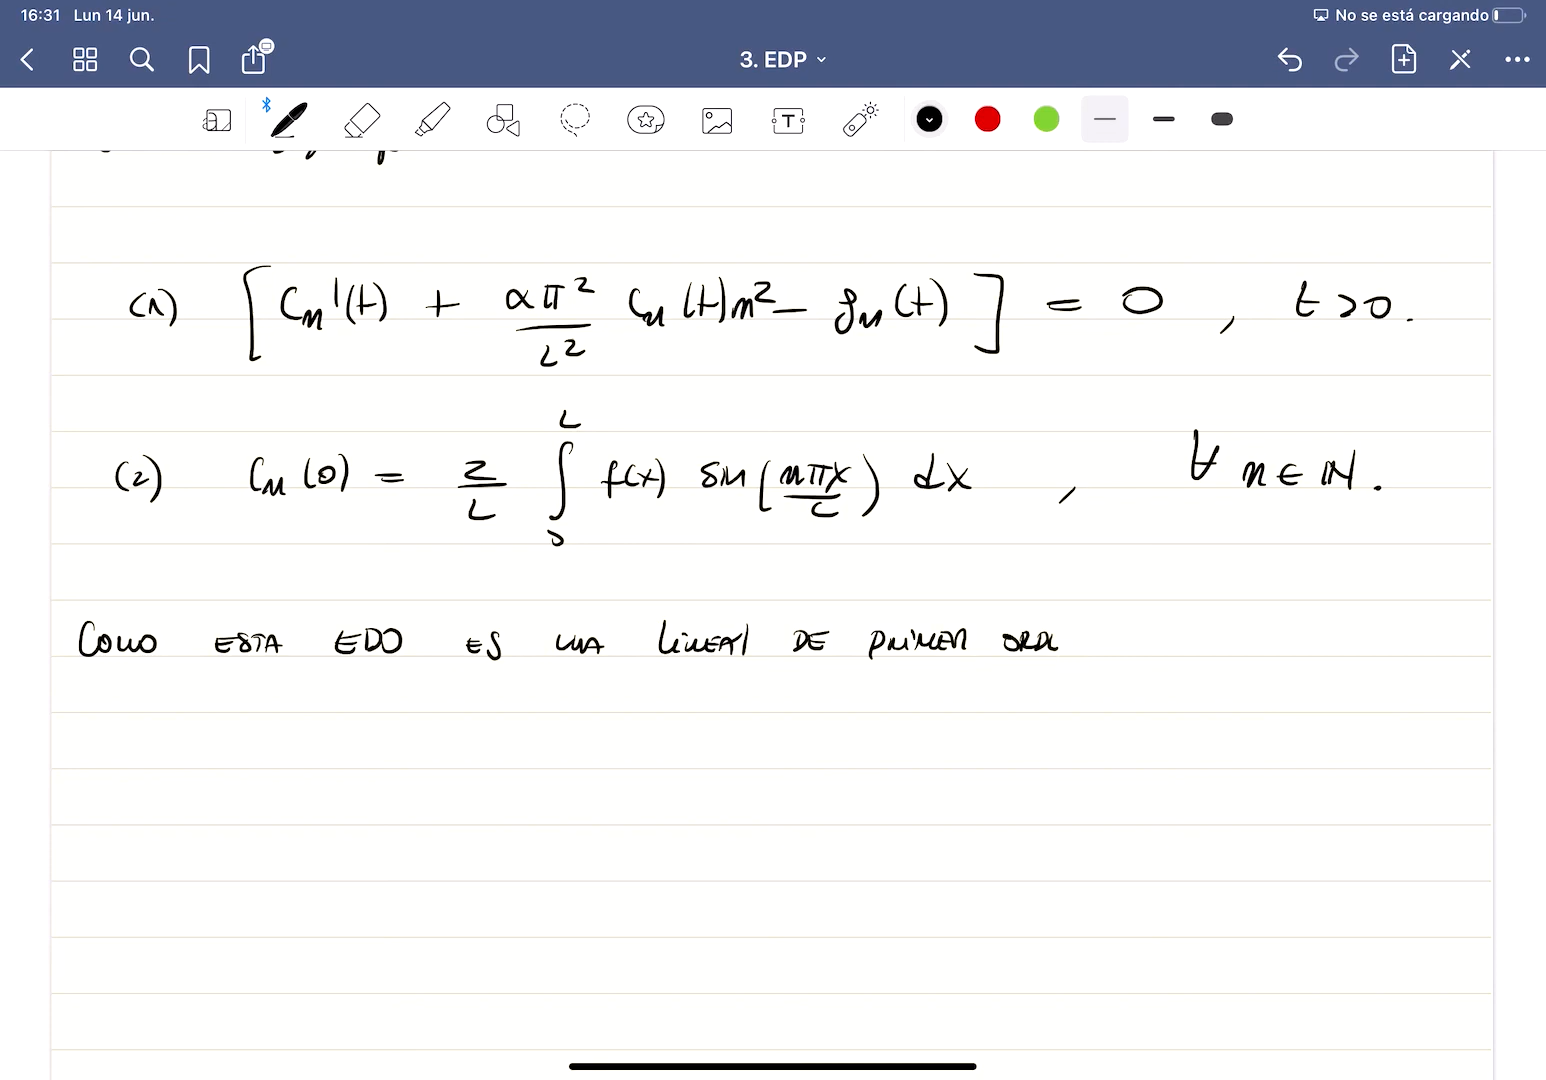 16:31 Lun 14 jun. No se está cargando
3. EDP
T
(1) [Cn'(t) + απ²/L² Cn(t)n² - gn(t)] = 0 , t>0.
(2) Cn(0) = 2/L ∫₀ᴸ f(x) sin(nπx/L) dx , ∀ n ∈ ℕ.
COMO ESTA EDO ES UNA LINEAL DE PRIMER ORDE